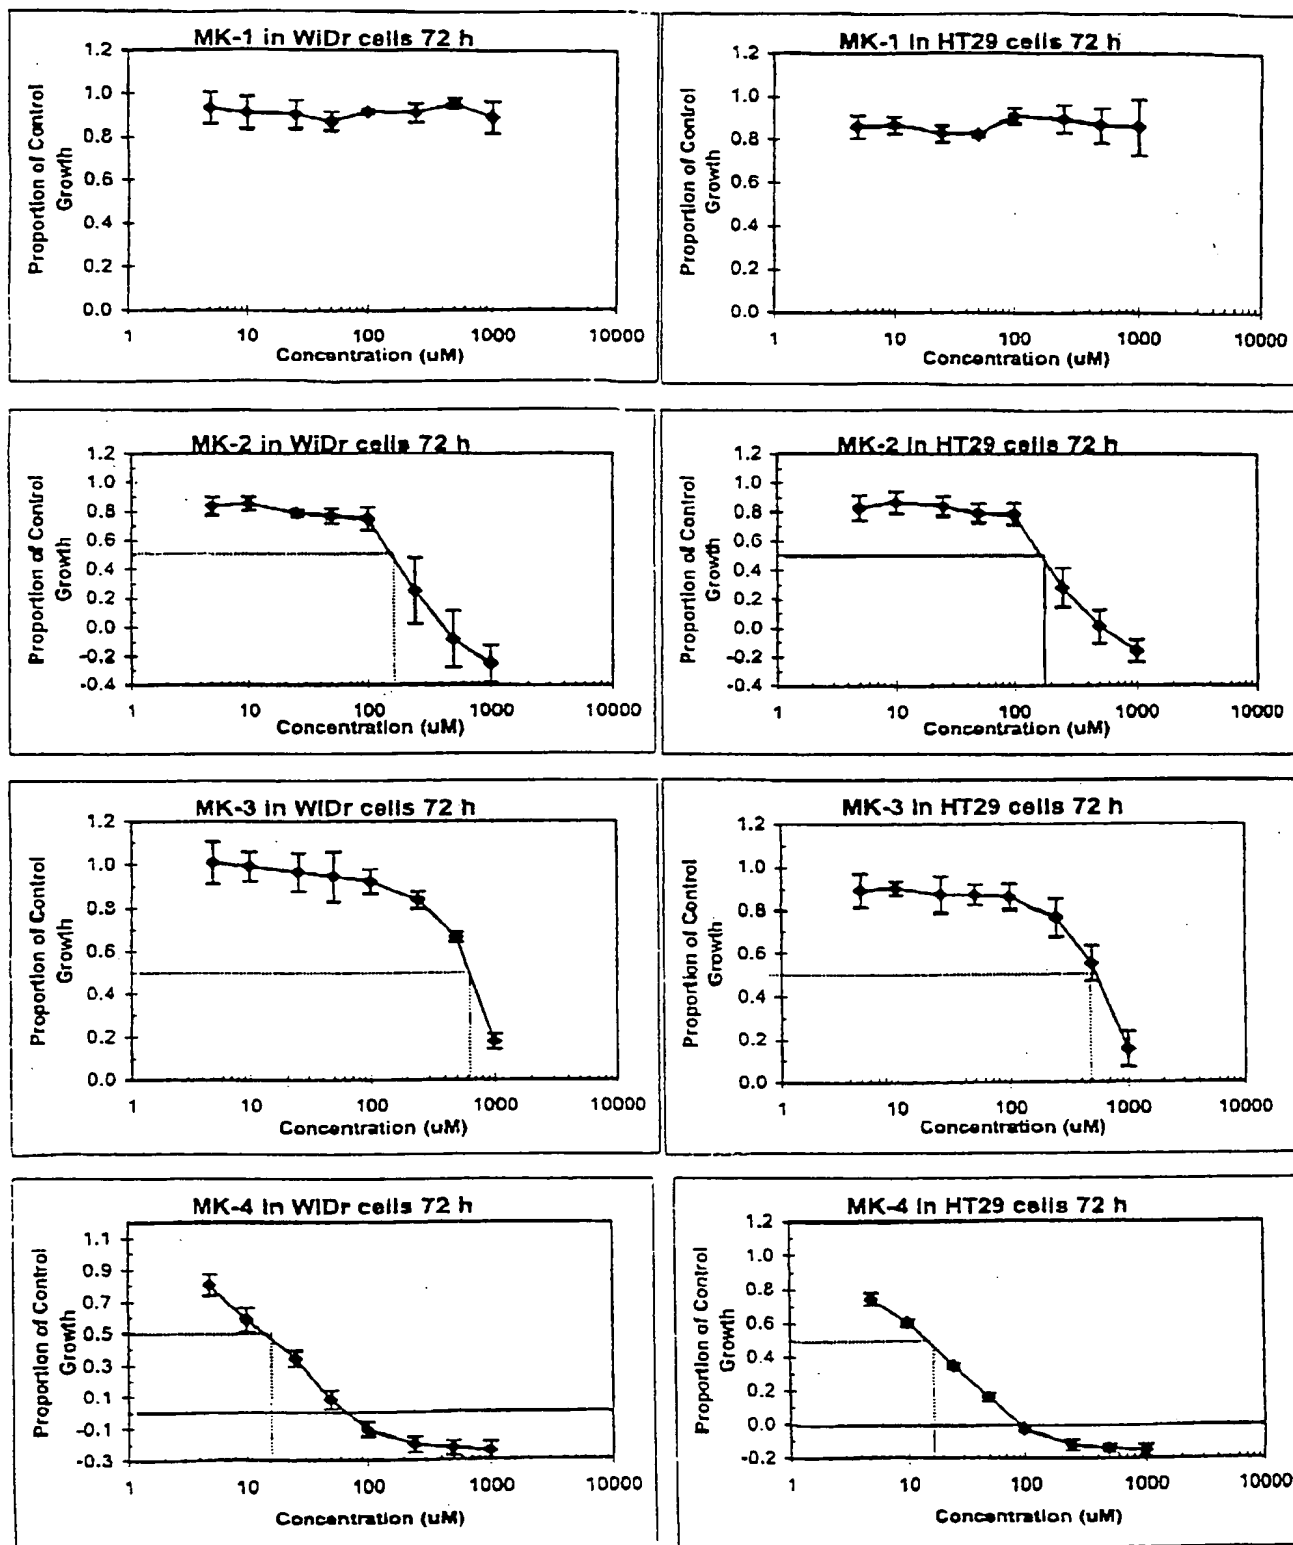 MK-1 in WiDr cells 72 h
Proportion of Control
Growth
1.2
1.0
0.8
0.6
0.4
0.2
0.0
1 10 100 1000 10000
Concentration (uM)
MK-1 in HT29 cells 72 h
Proportion of Control
Growth
1.2
1.0
0.8
0.6
0.4
0.2
0.0
1 10 100 1000 10000
Concentration (uM)
MK-2 in WiDr cells 72 h
Proportion of Control
Growth
1.2
1.0
0.8
0.6
0.4
0.2
0.0
-0.2
-0.4
1 10 100 1000 10000
Concentration (uM)
MK-2 in HT29 cells 72 h
Proportion of Control
Growth
1.2
1.0
0.8
0.6
0.4
0.2
0.0
-0.2
-0.4
1 10 100 1000 10000
Concentration (uM)
MK-3 in WiDr cells 72 h
Proportion of Control
Growth
1.2
1.0
0.8
0.6
0.4
0.2
0.0
1 10 100 1000 10000
Concentration (uM)
MK-3 in HT29 cells 72 h
Proportion of Control
Growth
1.2
1.0
0.8
0.6
0.4
0.2
0.0
1 10 100 1000 10000
Concentration (uM)
MK-4 in WiDr cells 72 h
Proportion of Control
Growth
1.1
0.9
0.7
0.5
0.3
0.1
-0.1
-0.3
1 10 100 1000 10000
Concentration (uM)
MK-4 in HT29 cells 72 h
Proportion of Control
Growth
1.2
1.0
0.8
0.6
0.4
0.2
0.0
-0.2
1 10 100 1000 10000
Concentration (uM)